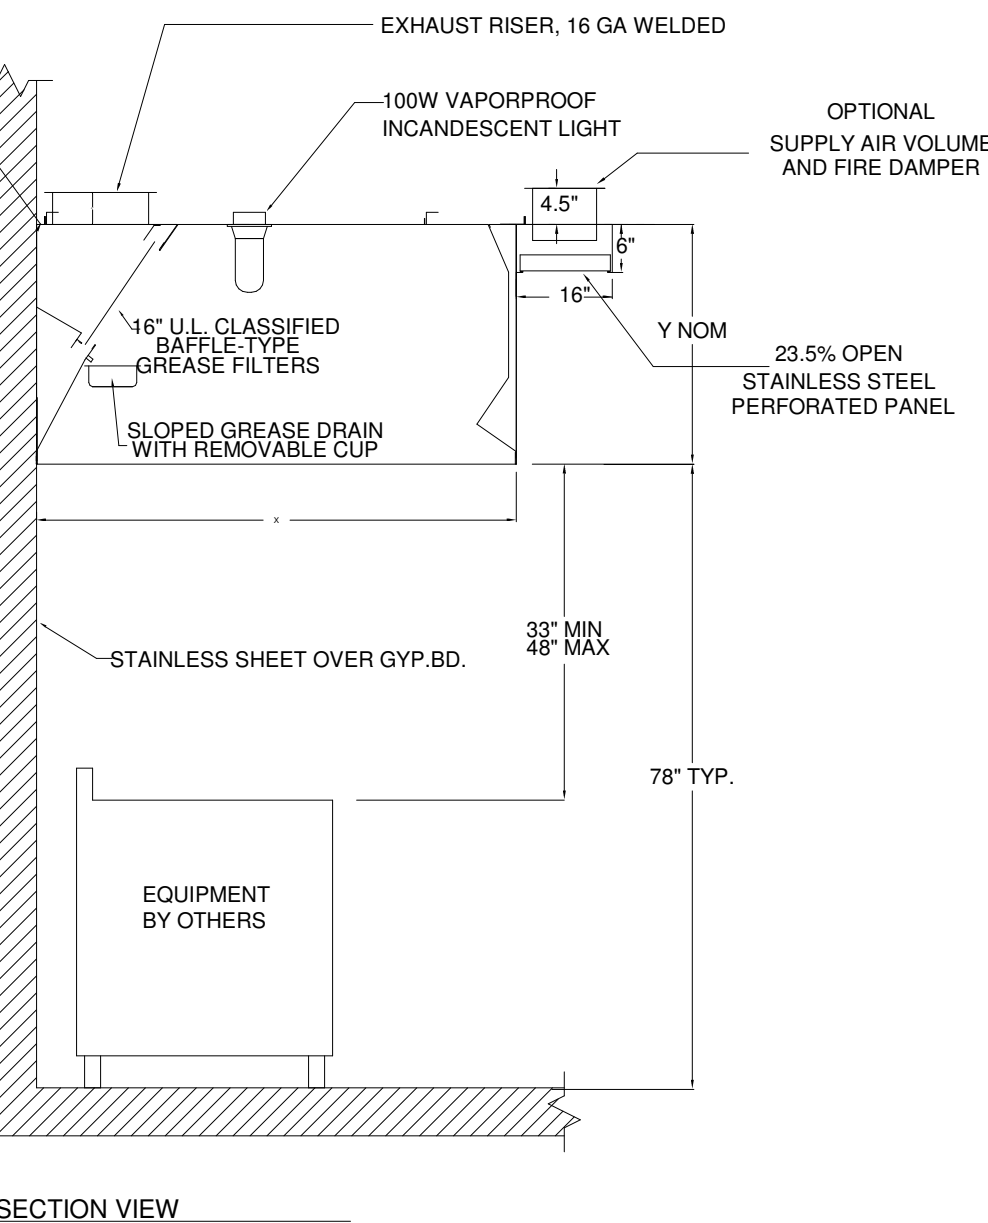 EXHAUST RISER, 16 GA WELDED
100W VAPORPROOF
INCANDESCENT LIGHT
OPTIONAL
SUPPLY AIR VOLUME
AND FIRE DAMPER
4.5"
6"
16"
Y NOM
16" U.L. CLASSIFIED
BAFFLE-TYPE
GREASE FILTERS
23.5% OPEN
STAINLESS STEEL
PERFORATED PANEL
SLOPED GREASE DRAIN
WITH REMOVABLE CUP
x
33" MIN
48" MAX
STAINLESS SHEET OVER GYP.BD.
78" TYP.
EQUIPMENT
BY OTHERS
SECTION VIEW